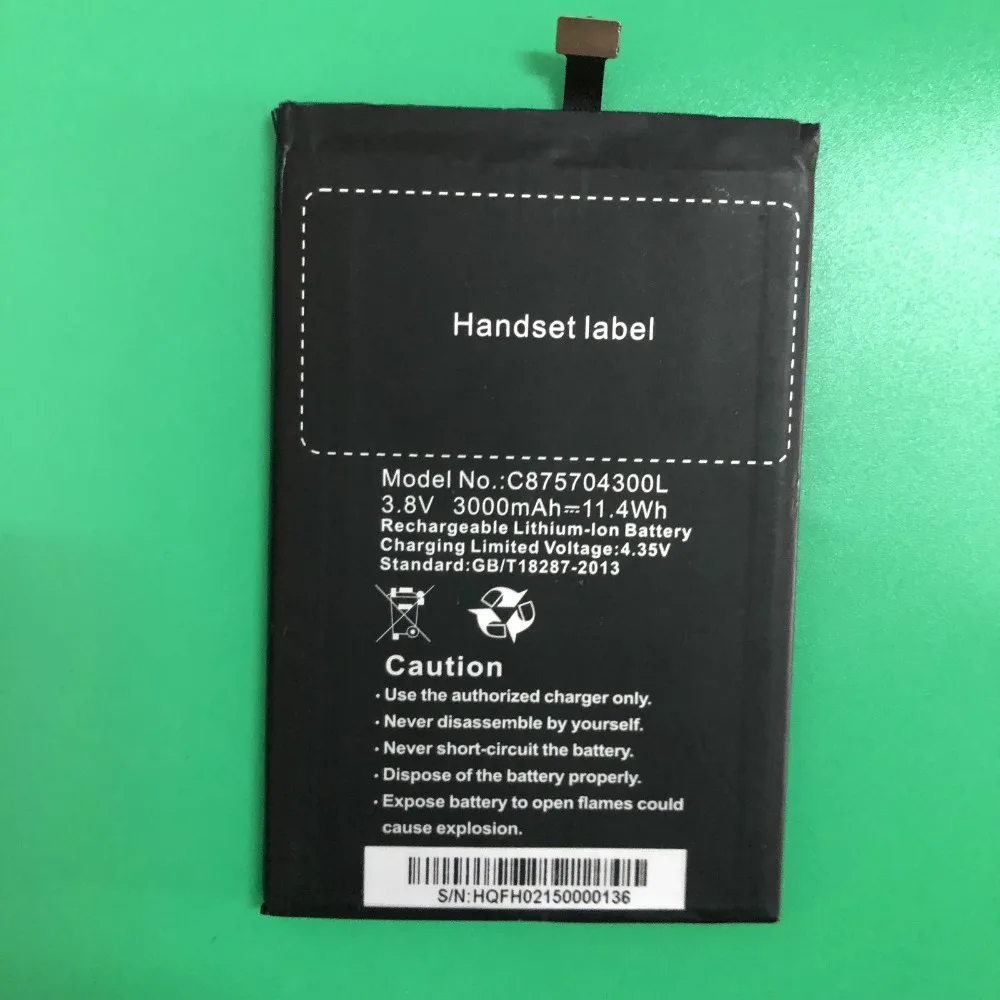 Handset label
Model No.:C875704300L
3.8V 3000mAh=11.4Wh
Rechargeable Lithium-Ion Battery
Charging Limited Voltage:4.35V
Standard:GB/T18287-2013
Caution
· Use the authorized charger only.
· Never disassemble by yourself.
· Never short-circuit the battery.
· Dispose of the battery properly.
· Expose battery to open flames could
cause explosion.
S/N:HQFH02150000136